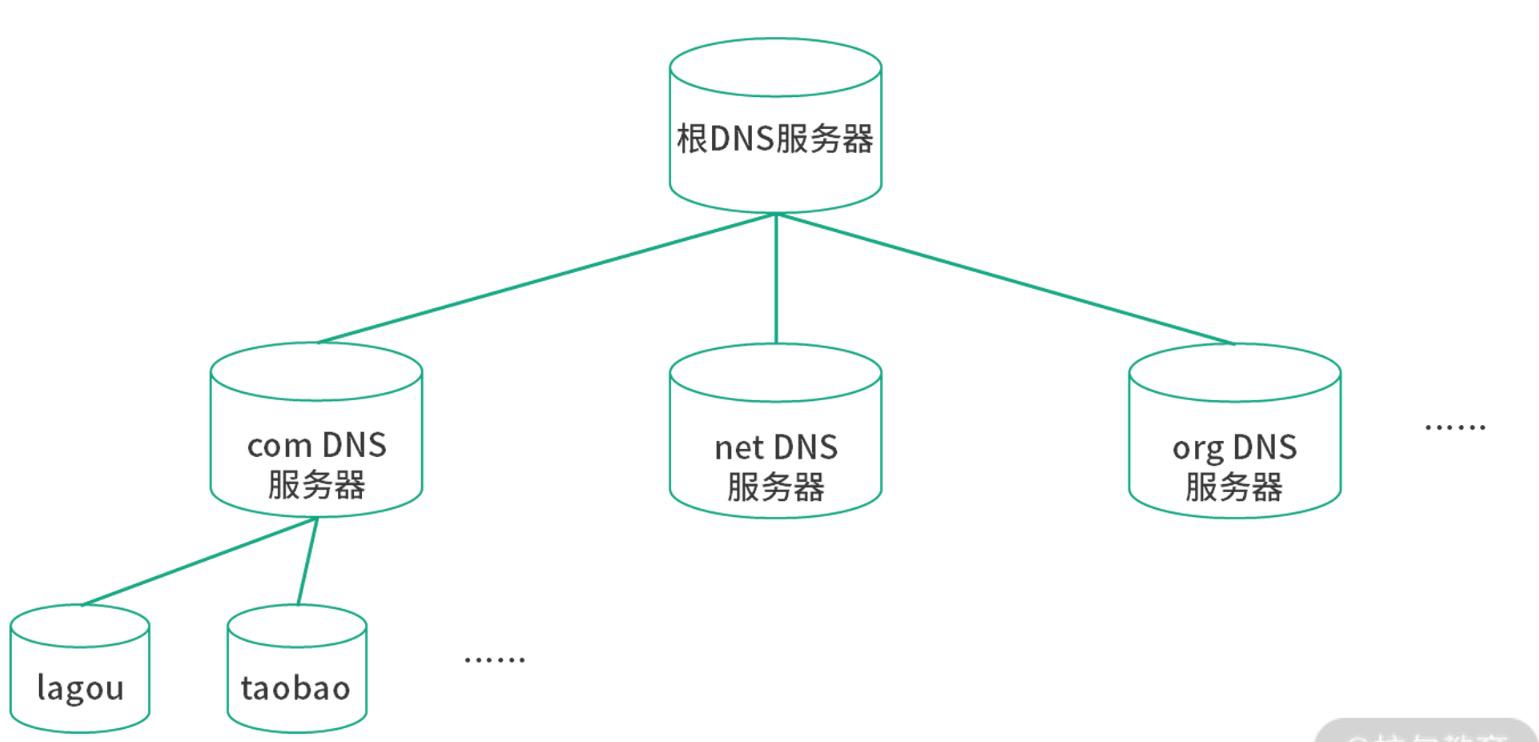 根DNS服务器
com DNS
服务器
net DNS
服务器
org DNS
服务器
……
lagou
taobao
……